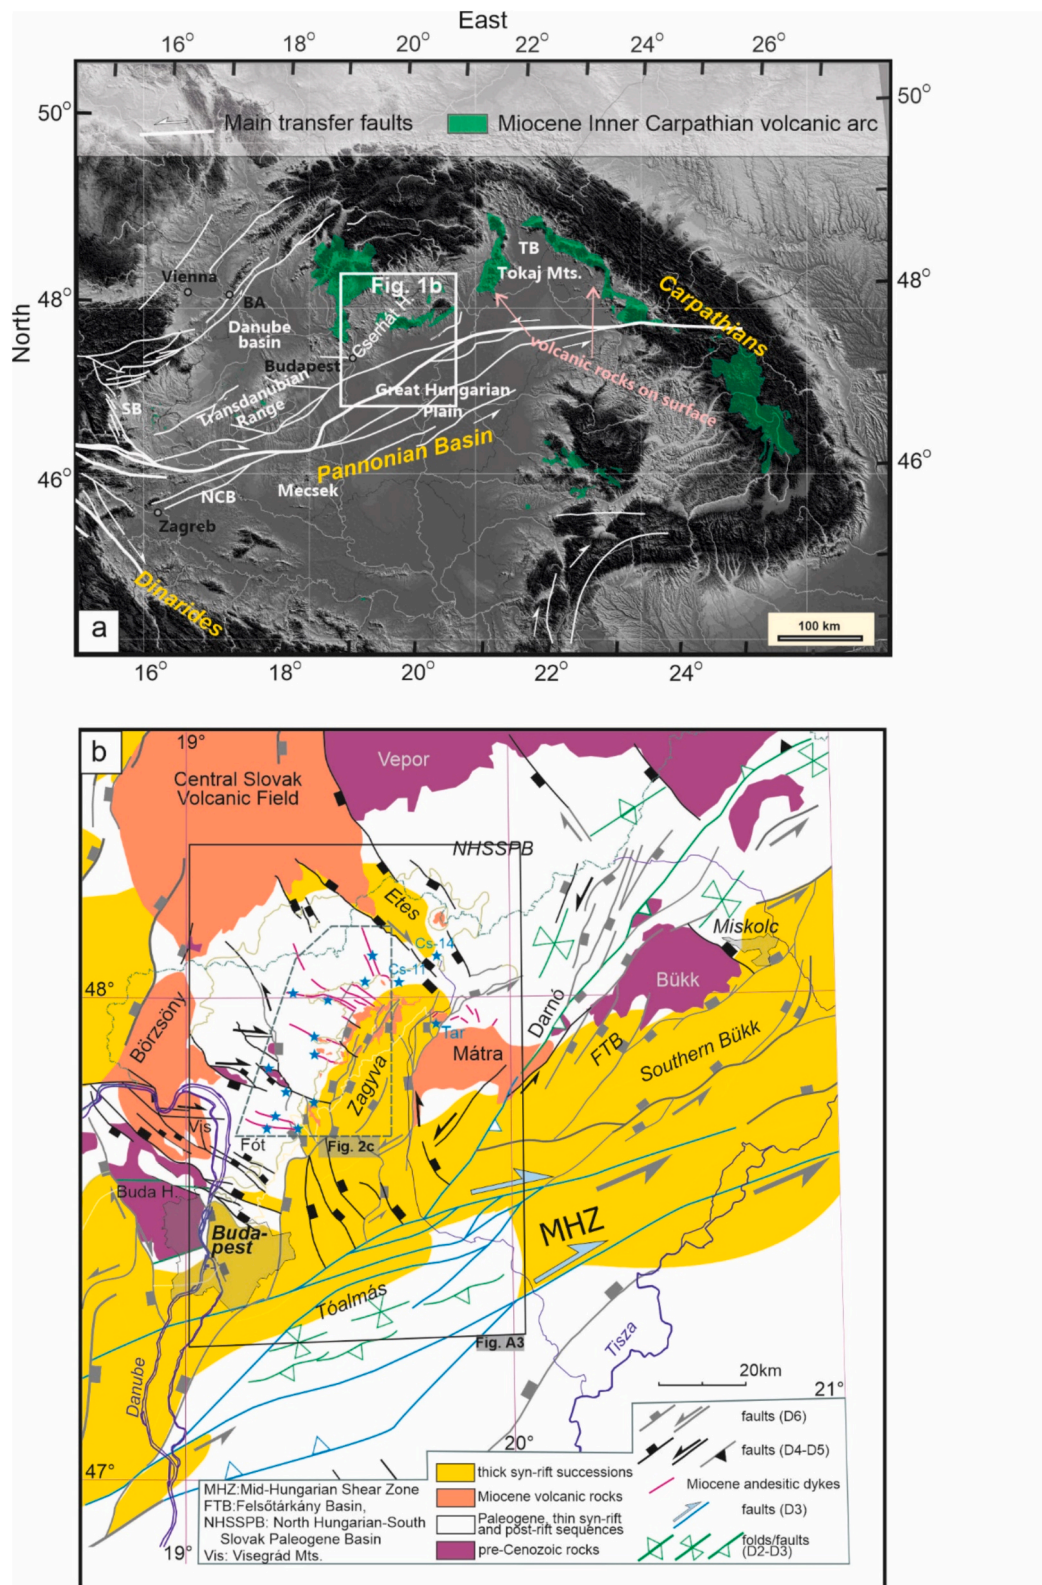 East
16° 18° 20° 22° 24° 26°
50° 50°
Main transfer faults Miocene Inner Carpathian volcanic arc
TB
Tokaj Mts.
Fig. 1b
Vienna
48° 48°
BA
Carpathians
North
Cserhát H.
Danube
basin
Budapest
volcanic rocks on surface
Transdanubian
Range
Great Hungarian
Plain
SB
Pannonian Basin
46° 46°
NCB
Mecsek
Zagreb
Dinarides
a
100 km
16° 18° 20° 22° 24°
b
19°
Vepor
Central Slovak
Volcanic Field
NHSSPB
Etes
Miskolc
Cs-14
Cs-11
Bükk
48°
Darnó
Börzsöny
Tar
Mátra
FTB
Southern Bükk
Zagyva
Vis
Fót
Fig. 2c
Buda H.
MHZ
Buda-
pest
Tóalmás
Fig. A3
Tisza
Danube
20km
21°
20°
47°
19°
faults (D6)
faults (D4-D5)
Miocene andesitic dykes
faults (D3)
folds/faults
(D2-D3)
thick syn-rift successions
Miocene volcanic rocks
Paleogene, thin syn-rift
and post-rift sequences
pre-Cenozoic rocks
MHZ:Mid-Hungarian Shear Zone
FTB:Felsőtárkány Basin,
NHSSPB: North Hungarian-South
Slovak Paleogene Basin
Vis: Visegrád Mts.